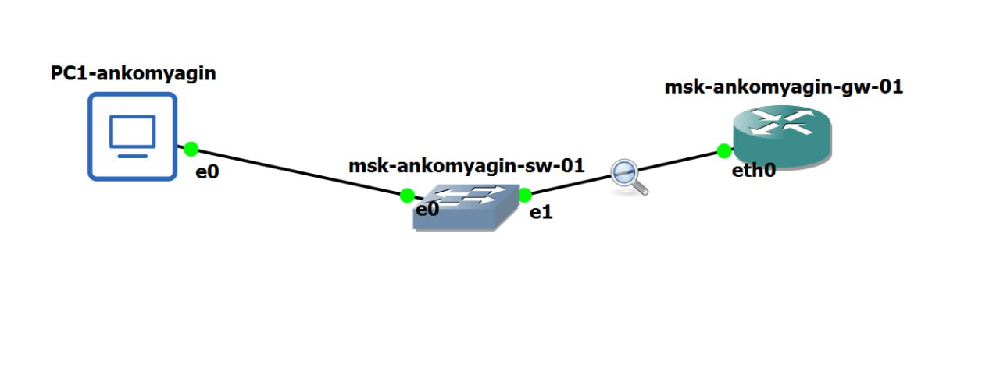 PC1-ankomyagin
msk-ankomyagin-gw-01
msk-ankomyagin-sw-01
e0
eth0
e0
e1